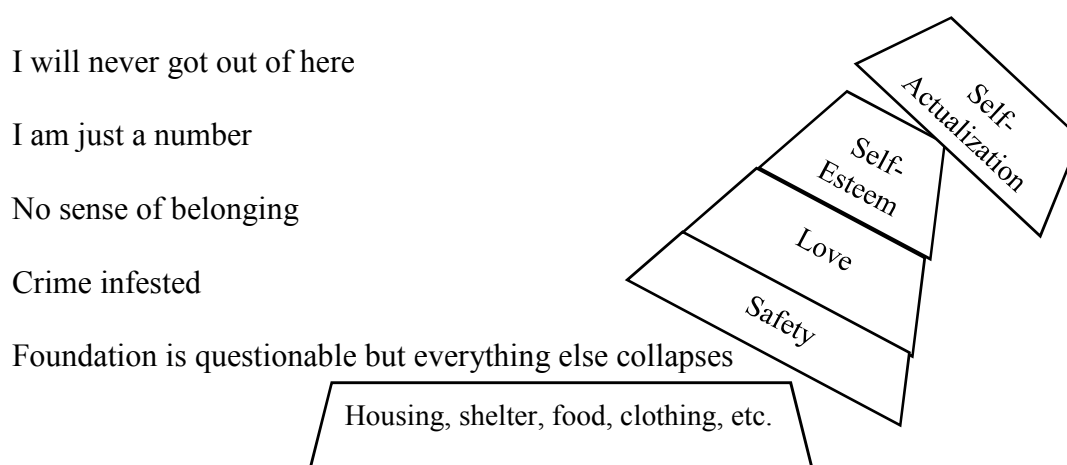 I will never got out of here
I am just a number
No sense of belonging
Crime infested
Foundation is questionable but everything else collapses
Self-
Actualization
Self-
Esteem
Love
Safety
Housing, shelter, food, clothing, etc.